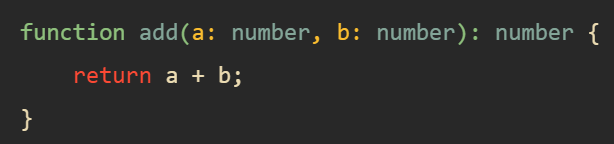 function add(a: number, b: number): number {
    return a + b;
}